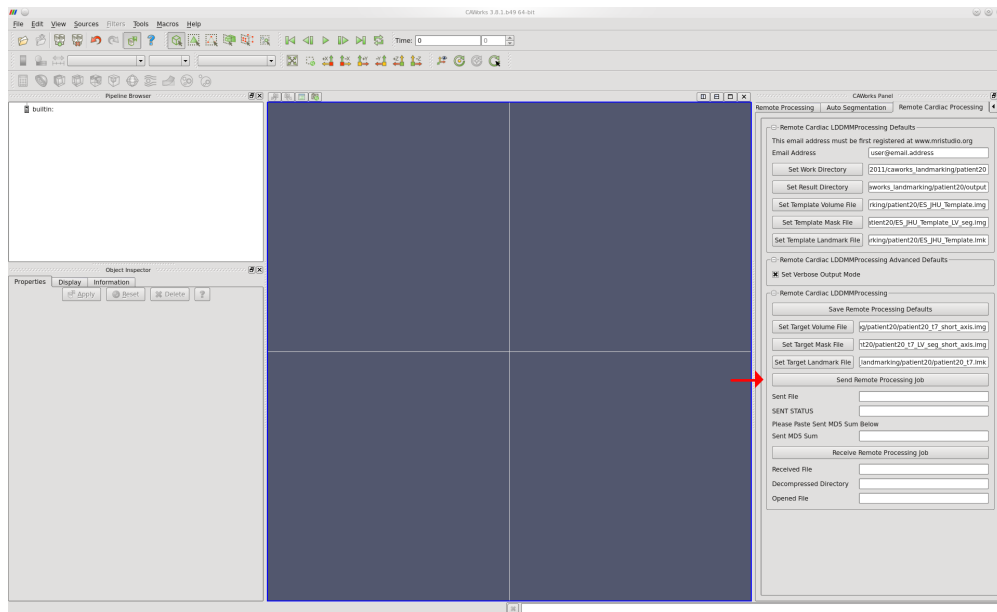 CAWorks 3.8.1.b49 64-bit
File Edit View Sources Filters Tools Macros Help
Time: 0 0
Pipeline Browser
builtin:
Object Inspector
Properties Display Information
Apply Reset Delete ?
CAWorks Panel
Remote Processing Auto Segmentation Remote Cardiac Processing
Remote Cardiac LDDMMProcessing Defaults
This email address must be first registered at www.mristudio.org
Email Address user@email.address
Set Work Directory 2011/caworks_landmarking/patient20
Set Result Directory aworks_landmarking/patient20/output
Set Template Volume File rking/patient20/ES_JHU_Template.img
Set Template Mask File atient20/ES_JHU_Template_LV_seg.img
Set Template Landmark File rking/patient20/ES_JHU_Template.lmk
Remote Cardiac LDDMMProcessing Advanced Defaults
Set Verbose Output Mode
Remote Cardiac LDDMMProcessing
Save Remote Processing Defaults
Set Target Volume File g/patient20/patient20_t7_short_axis.img
Set Target Mask File nt20/patient20_t7_LV_seg_short_axis.img
Set Target Landmark File landmarking/patient20/patient20_t7.lmk
Send Remote Processing Job
Sent File
SENT STATUS
Please Paste Sent MD5 Sum Below
Sent MD5 Sum
Receive Remote Processing Job
Received File
Decompressed Directory
Opened File